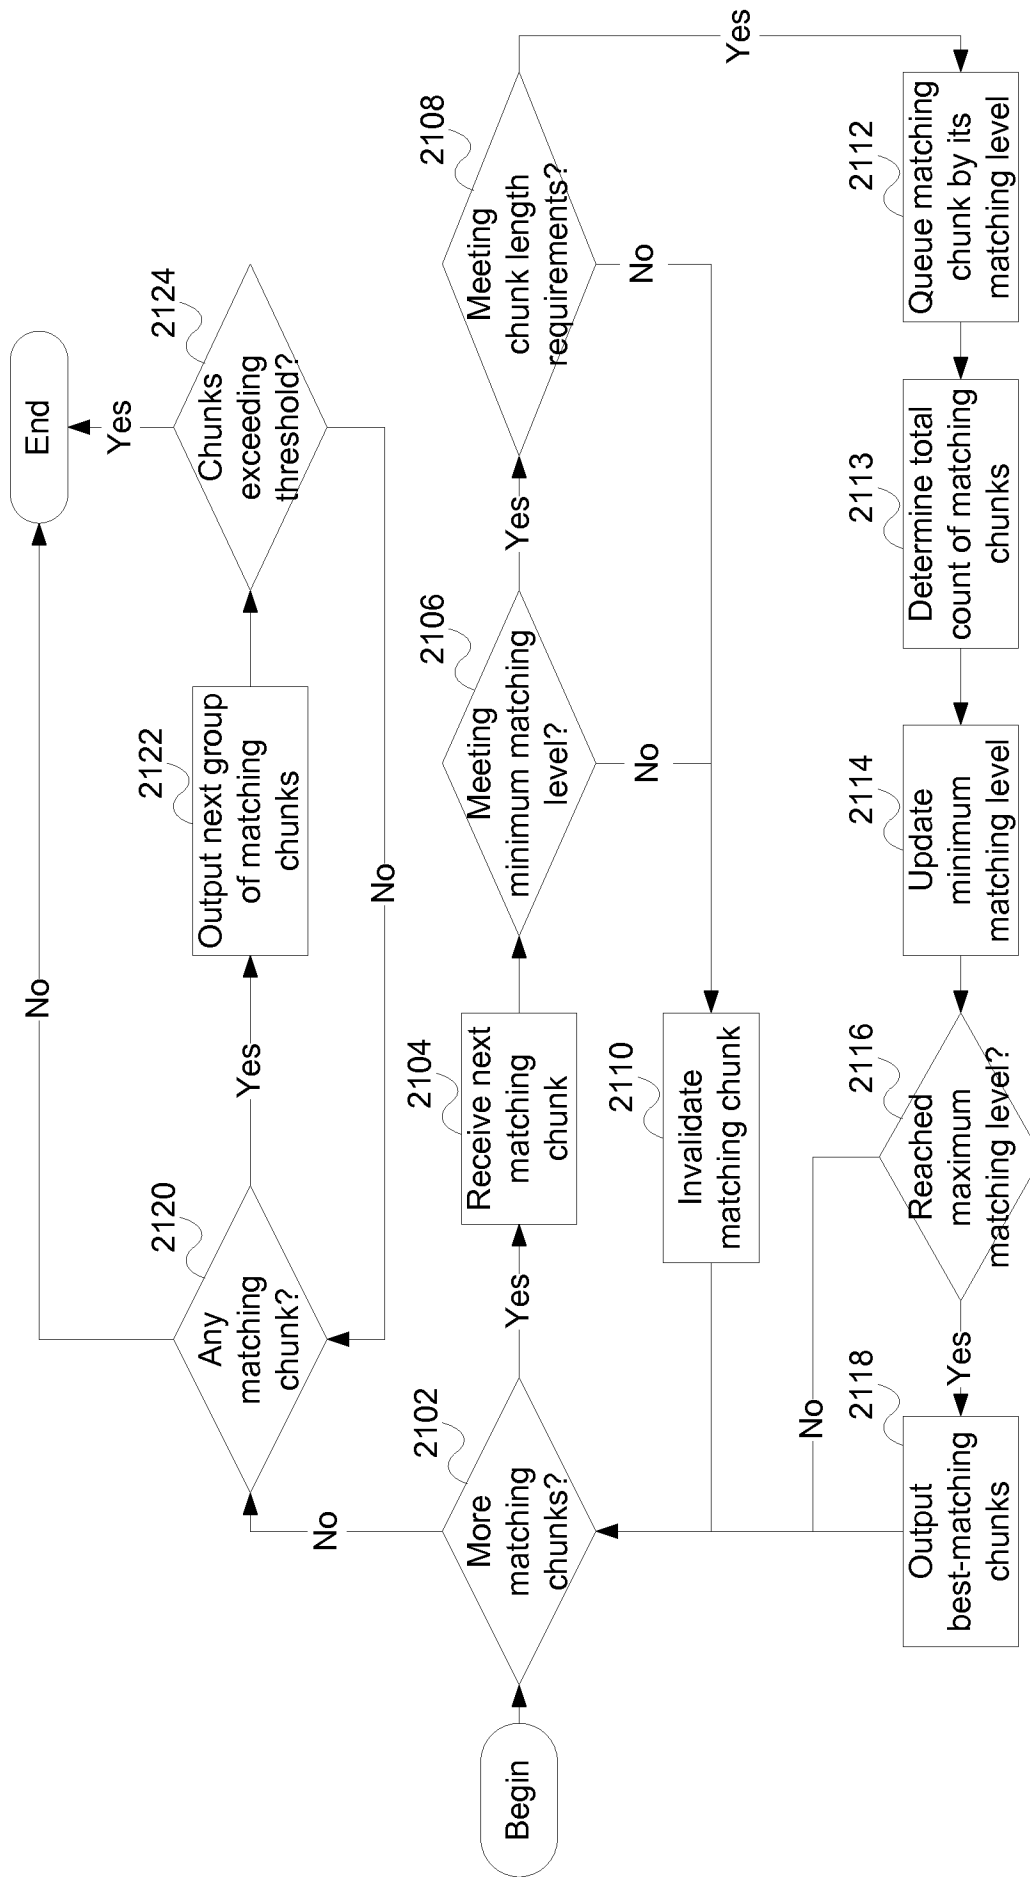 Begin
2102
More
matching
chunks?
Yes
No
2104
Receive next
matching
chunk
2106
Meeting
minimum matching
level?
Yes
No
2108
Meeting
chunk length
requirements?
Yes
No
2110
Invalidate
matching chunk
2112
Queue matching
chunk by its
matching level
2113
Determine total
count of matching
chunks
2114
Update
minimum
matching level
2116
Reached
maximum
matching level?
Yes
No
2118
Output
best-matching
chunks
2120
Any
matching
chunk?
Yes
No
2122
Output next group
of matching
chunks
2124
Chunks
exceeding
threshold?
Yes
No
End